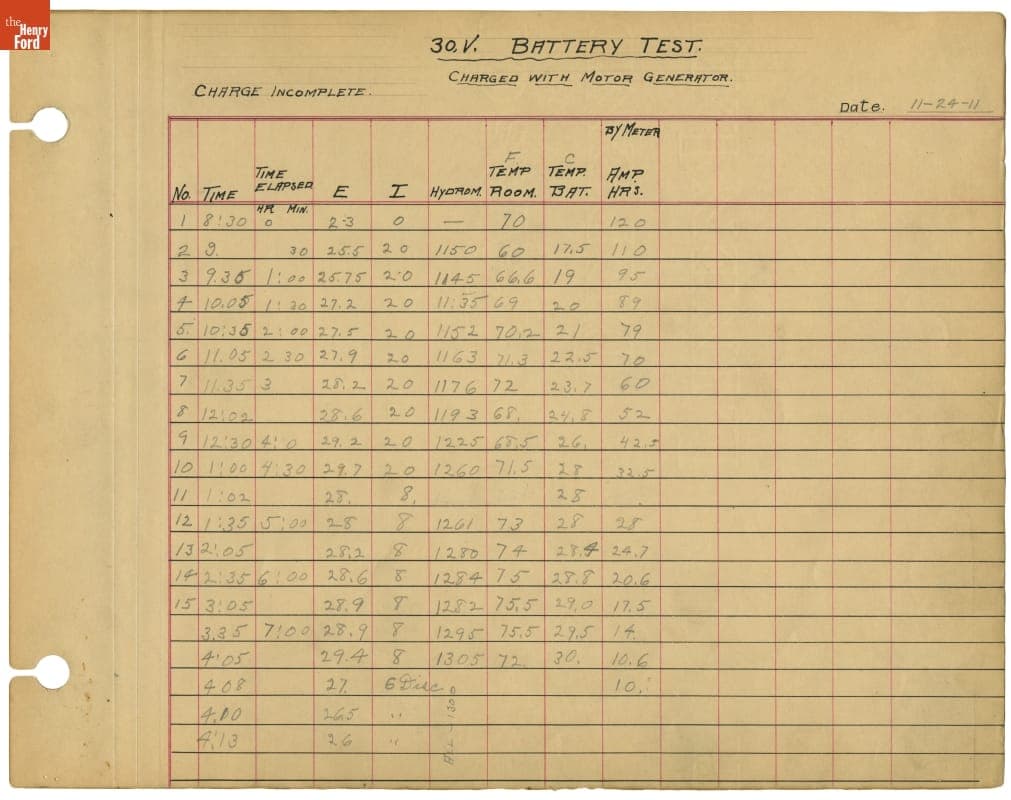 the
Henry
Ford
30.V. BATTERY TEST.
CHARGED WITH MOTOR GENERATOR.
CHARGE INCOMPLETE.
Date. 11-24-11
BY METER
No. TIME TIME ELAPSED E I HYDROM. F. TEMP ROOM. C TEMP. BAT. AMP. HRS.
HR MIN.
1 8:30 0 23 0 — 70 120
2 9. 30 25.5 20 1150 60 17.5 110
3 9.35 1:00 25.75 20 1145 66.6 19 95
4 10.05 1:30 27.2 20 1135 69 20 89
5. 10:35 2:00 27.5 20 1152 70.2 21 79
6 11.05 2 30 27.9 20 1163 71.3 22.5 70
7 11.35 3 28.2 20 1176 72 23.7 60
8 12:02 28.6 20 1193 68. 24.8 52
9 12:30 4:0 29.2 20 1225 68.5 26. 42.5
10 1:00 4:30 29.7 20 1260 71.5 28 32.5
11 1:02 28. 8. 28
12 1:35 5:00 28 8 1261 73 28 28
13 2:05 28.2 8 1280 74 28.4 24.7
14 2:35 6:00 28.6 8 1284 75 28.8 20.6
15 3:05 28.9 8 1282 75.5 29.0 17.5
3.35 7:00 28.9 8 1295 75.5 29.5 14.
4:05 29.4 8 1305 72. 30. 10.6
4 08 27. 6 Disc. 10.
26.5 "
4:13 26 "